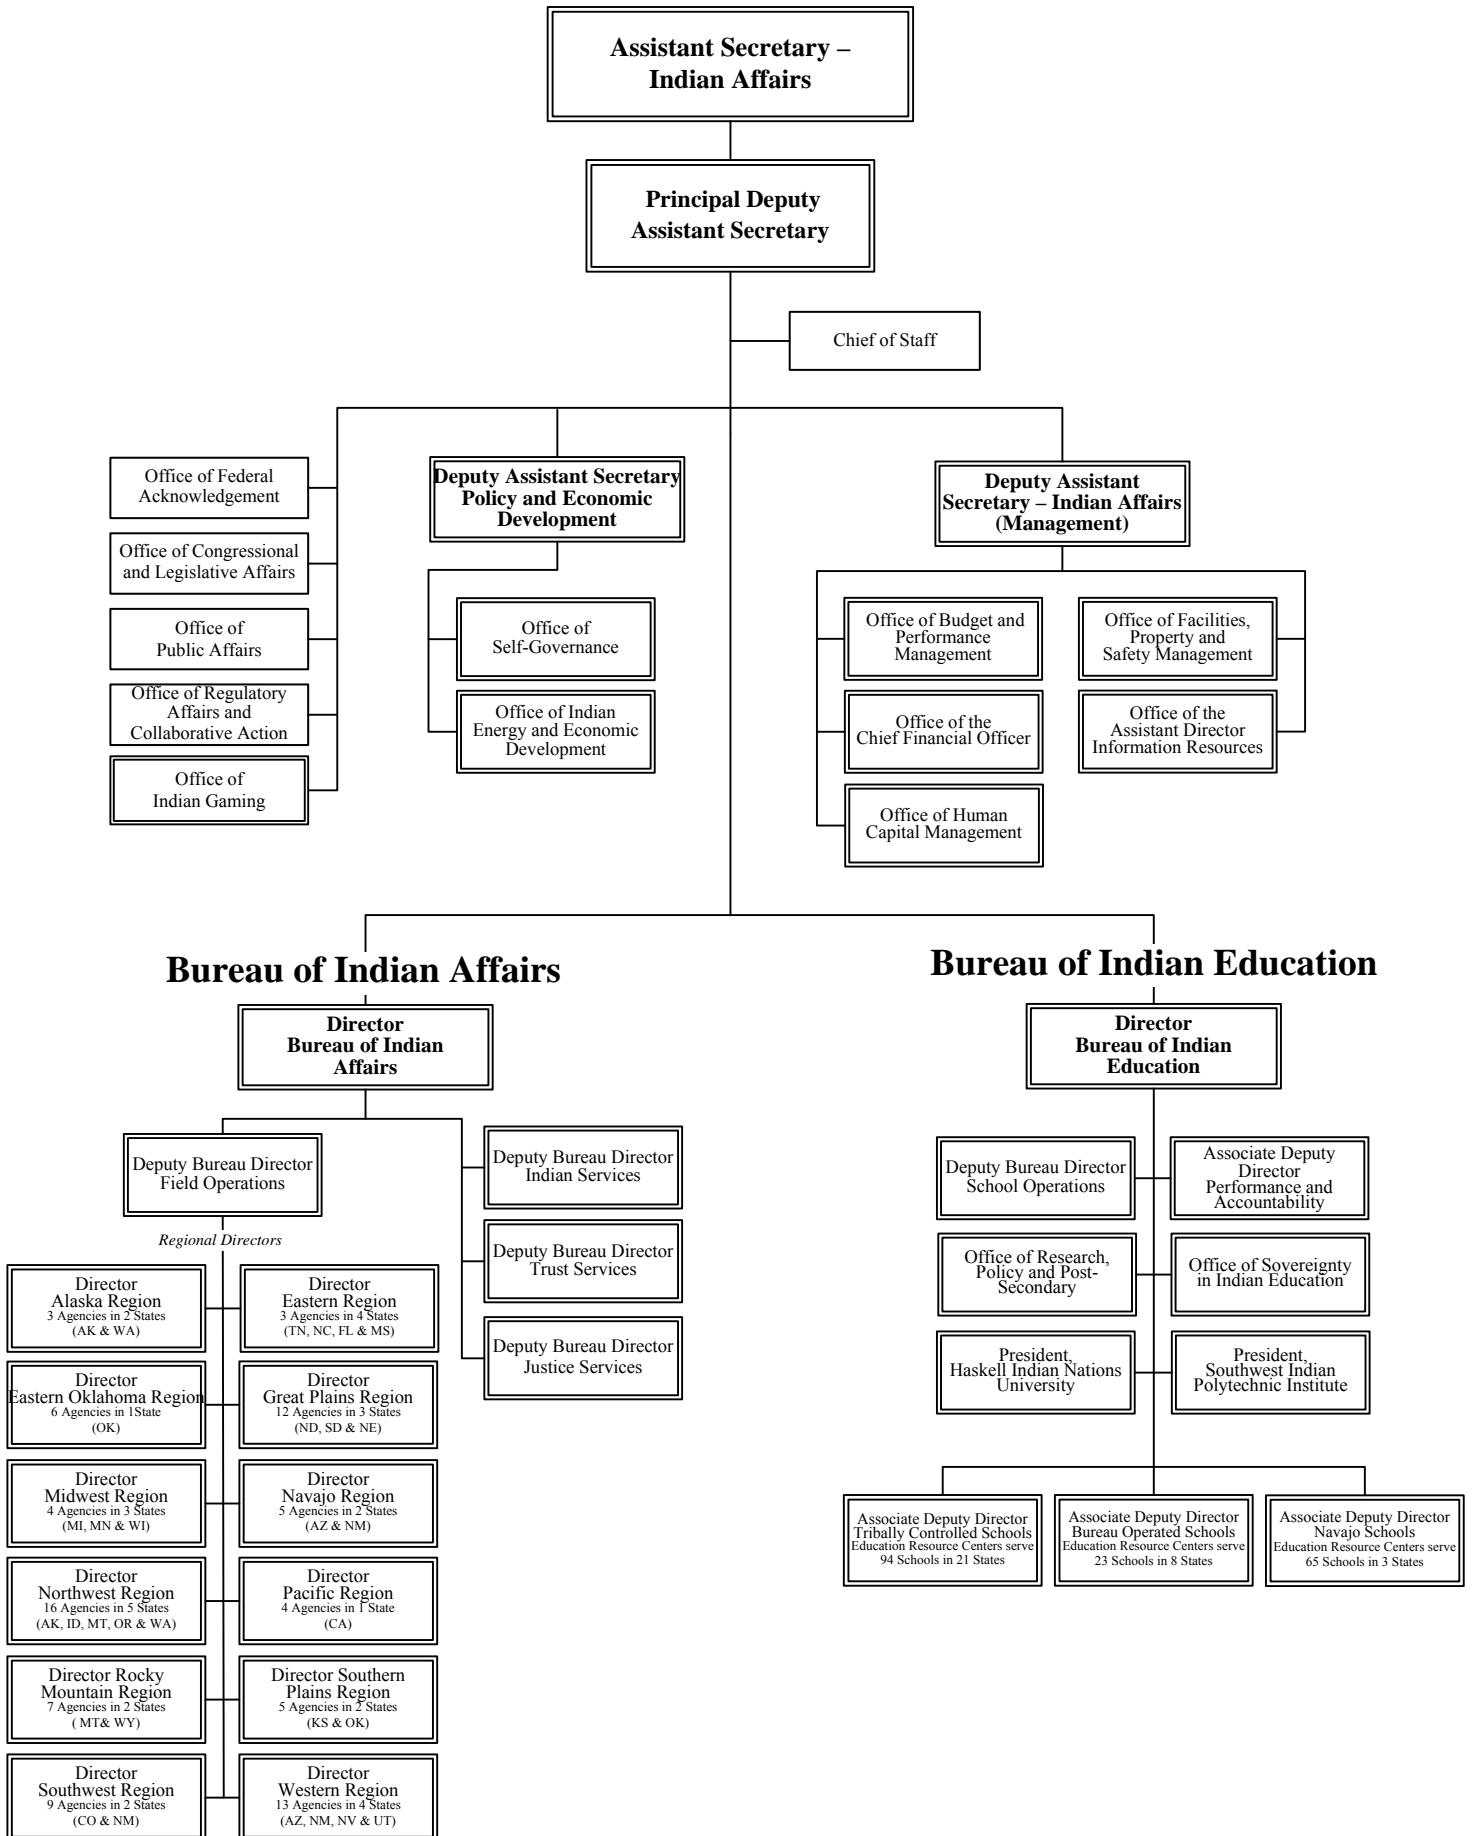 Assistant Secretary –
Indian Affairs
Principal Deputy
Assistant Secretary
Chief of Staff
Office of Federal
Acknowledgement
Office of Congressional
and Legislative Affairs
Office of
Public Affairs
Office of Regulatory
Affairs and
Collaborative Action
Office of
Indian Gaming
Deputy Assistant Secretary
Policy and Economic
Development
Office of
Self-Governance
Office of Indian
Energy and Economic
Development
Deputy Assistant
Secretary – Indian Affairs
(Management)
Office of Budget and
Performance
Management
Office of the
Chief Financial Officer
Office of Human
Capital Management
Office of Facilities,
Property and
Safety Management
Office of the
Assistant Director
Information Resources
Bureau of Indian Affairs
Director
Bureau of Indian
Affairs
Deputy Bureau Director
Field Operations
Regional Directors
Director
Alaska Region
3 Agencies in 2 States
(AK & WA)
Director
Eastern Region
3 Agencies in 4 States
(TN, NC, FL & MS)
Director
Eastern Oklahoma Region
6 Agencies in 1State
(OK)
Director
Great Plains Region
12 Agencies in 3 States
(ND, SD & NE)
Director
Midwest Region
4 Agencies in 3 States
(MI, MN & WI)
Director
Navajo Region
5 Agencies in 2 States
(AZ & NM)
Director
Northwest Region
16 Agencies in 5 States
(AK, ID, MT, OR & WA)
Director
Pacific Region
4 Agencies in 1 State
(CA)
Director Rocky
Mountain Region
7 Agencies in 2 States
( MT& WY)
Director Southern
Plains Region
5 Agencies in 2 States
(KS & OK)
Director
Southwest Region
9 Agencies in 2 States
(CO & NM)
Director
Western Region
13 Agencies in 4 States
(AZ, NM, NV & UT)
Deputy Bureau Director
Indian Services
Deputy Bureau Director
Trust Services
Deputy Bureau Director
Justice Services
Bureau of Indian Education
Director
Bureau of Indian
Education
Deputy Bureau Director
School Operations
Associate Deputy
Director
Performance and
Accountability
Office of Research,
Policy and Post-
Secondary
Office of Sovereignty
in Indian Education
President,
Haskell Indian Nations
University
President,
Southwest Indian
Polytechnic Institute
Associate Deputy Director
Tribally Controlled Schools
Education Resource Centers serve
94 Schools in 21 States
Associate Deputy Director
Bureau Operated Schools
Education Resource Centers serve
23 Schools in 8 States
Associate Deputy Director
Navajo Schools
Education Resource Centers serve
65 Schools in 3 States